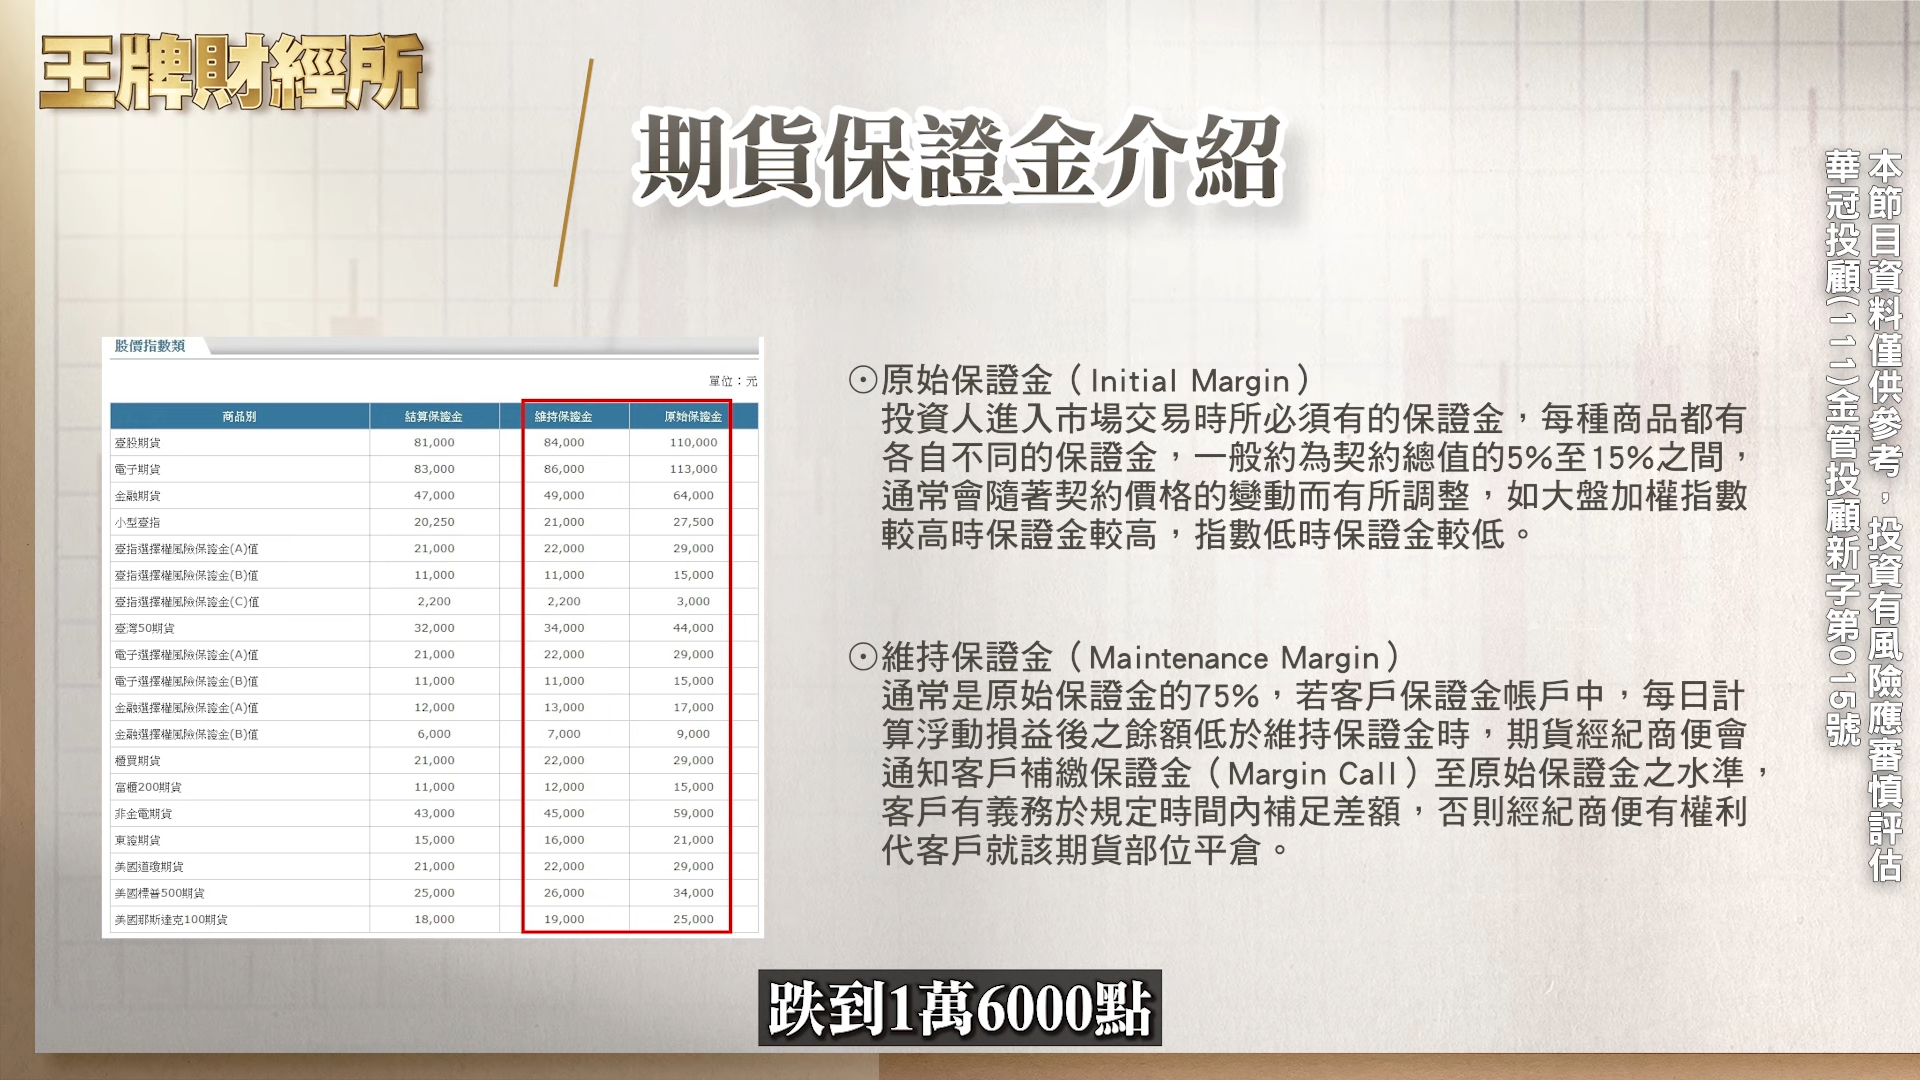 王牌財經所
期貨保證金介紹
股價指數類
單位：元
商品別 結算保證金 維持保證金 原始保證金
臺股期貨 81,000 84,000 110,000
電子期貨 83,000 86,000 113,000
金融期貨 47,000 49,000 64,000
小型臺指 20,250 21,000 27,500
臺指選擇權風險保證金(A)值 21,000 22,000 29,000
臺指選擇權風險保證金(B)值 11,000 11,000 15,000
臺指選擇權風險保證金(C)值 2,200 2,200 3,000
臺灣50期貨 32,000 34,000 44,000
電子選擇權風險保證金(A)值 21,000 22,000 29,000
電子選擇權風險保證金(B)值 11,000 11,000 15,000
金融選擇權風險保證金(A)值 12,000 13,000 17,000
金融選擇權風險保證金(B)值 6,000 7,000 9,000
櫃買期貨 21,000 22,000 29,000
富櫃200期貨 11,000 12,000 15,000
非金電期貨 43,000 45,000 59,000
東證期貨 15,000 16,000 21,000
美國道瓊期貨 21,000 22,000 29,000
美國標普500期貨 25,000 26,000 34,000
美國那斯達克100期貨 18,000 19,000 25,000
⊙原始保證金（Initial Margin）
投資人進入市場交易時所必須有的保證金，每種商品都有
各自不同的保證金，一般約為契約總值的5%至15%之間，
通常會隨著契約價格的變動而有所調整，如大盤加權指數
較高時保證金較高，指數低時保證金較低。
⊙維持保證金（Maintenance Margin）
通常是原始保證金的75%，若客戶保證金帳戶中，每日計
算浮動損益後之餘額低於維持保證金時，期貨經紀商便會
通知客戶補繳保證金（Margin Call）至原始保證金之水準，
客戶有義務於規定時間內補足差額，否則經紀商便有權利
代客戶就該期貨部位平倉。
本節目資料僅供參考，投資有風險應審慎評估
華冠投顧(111)金管投顧新字第015號
跌到1萬6000點